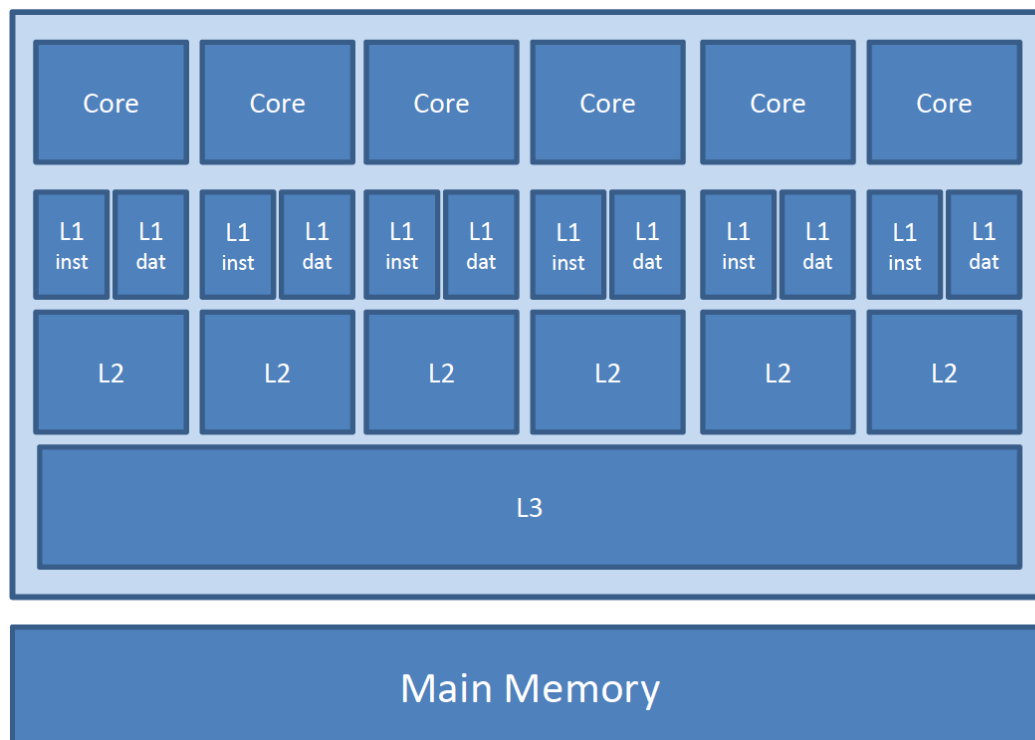 Core Core Core Core Core Core
L1 L1 L1 L1 L1 L1 L1 L1 L1 L1 L1 L1
inst dat inst dat inst dat inst dat inst dat inst dat
L2 L2 L2 L2 L2 L2
L3
Main Memory